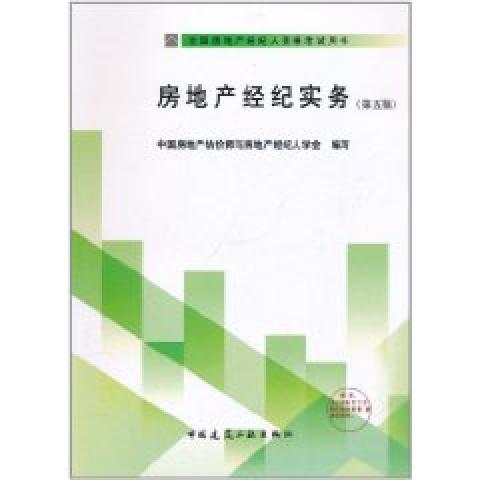 全国房地产经纪人资格考试用书
房地产经纪实务（第五版）
中国房地产估价师与房地产经纪人学会 编写
中国建筑工业出版社